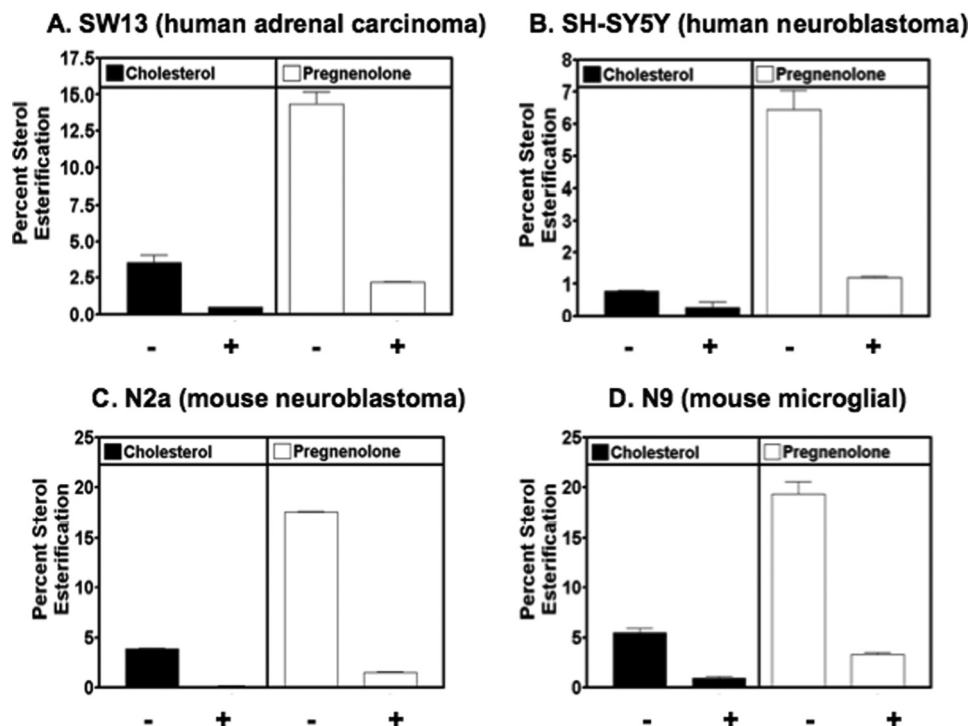 A. SW13 (human adrenal carcinoma)
17.5
15.0
12.5
10.0
7.5
5.0
2.5
0.0
Percent Sterol
Esterification
Cholesterol
Pregnenolone
- + - +
B. SH-SY5Y (human neuroblastoma)
8
7
6
5
4
3
2
1
0
Percent Sterol
Esterification
Cholesterol
Pregnenolone
- + - +
C. N2a (mouse neuroblastoma)
25
20
15
10
5
0
Percent Sterol
Esterification
Cholesterol
Pregnenolone
- + - +
D. N9 (mouse microglial)
25
20
15
10
5
0
Percent Sterol
Esterification
Cholesterol
Pregnenolone
- + - +